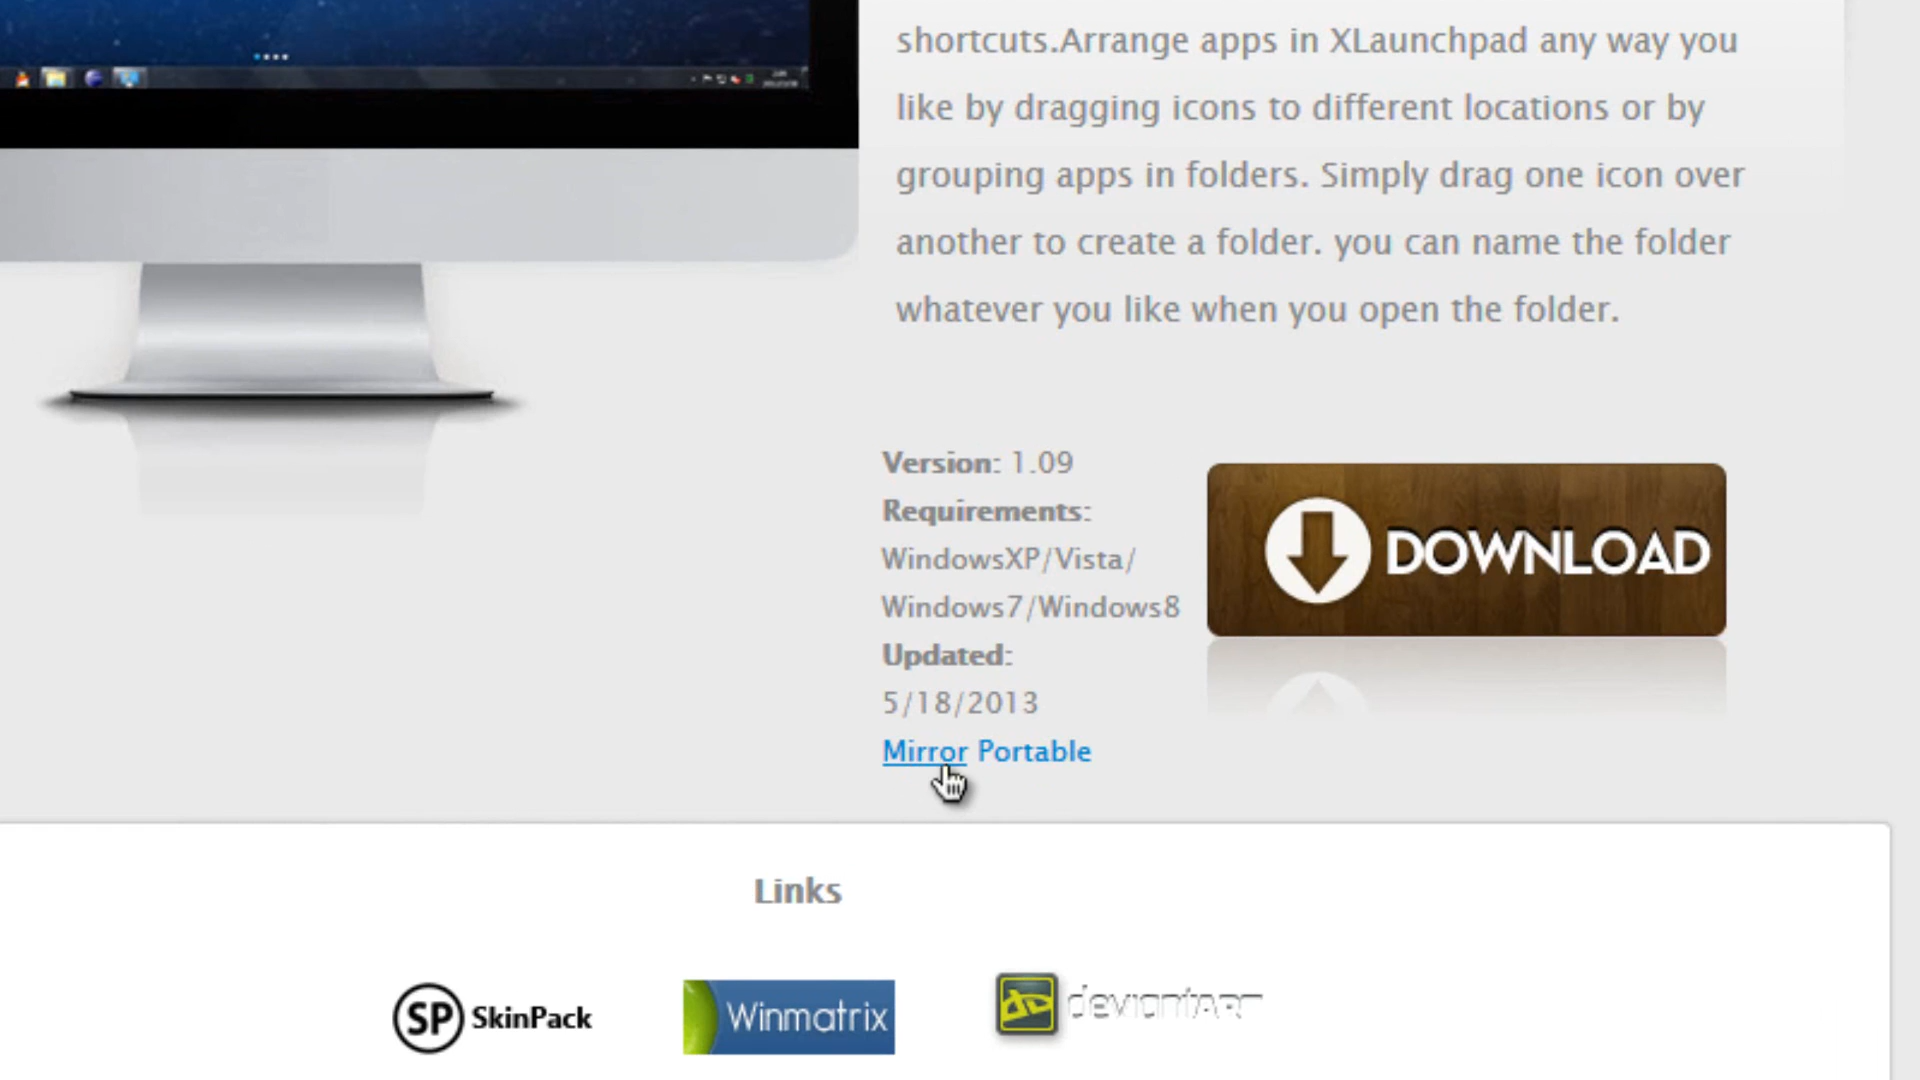 shortcuts.Arrange apps in XLaunchpad any way you
like by dragging icons to different locations or by
grouping apps in folders. Simply drag one icon over
another to create a folder. you can name the folder
whatever you like when you open the folder.
Version: 1.09
Requirements:
WindowsXP/Vista/
Windows7/Windows8
Updated:
5/18/2013
Mirror Portable
DOWNLOAD
Links
SP SkinPack
Winmatrix
deviantART